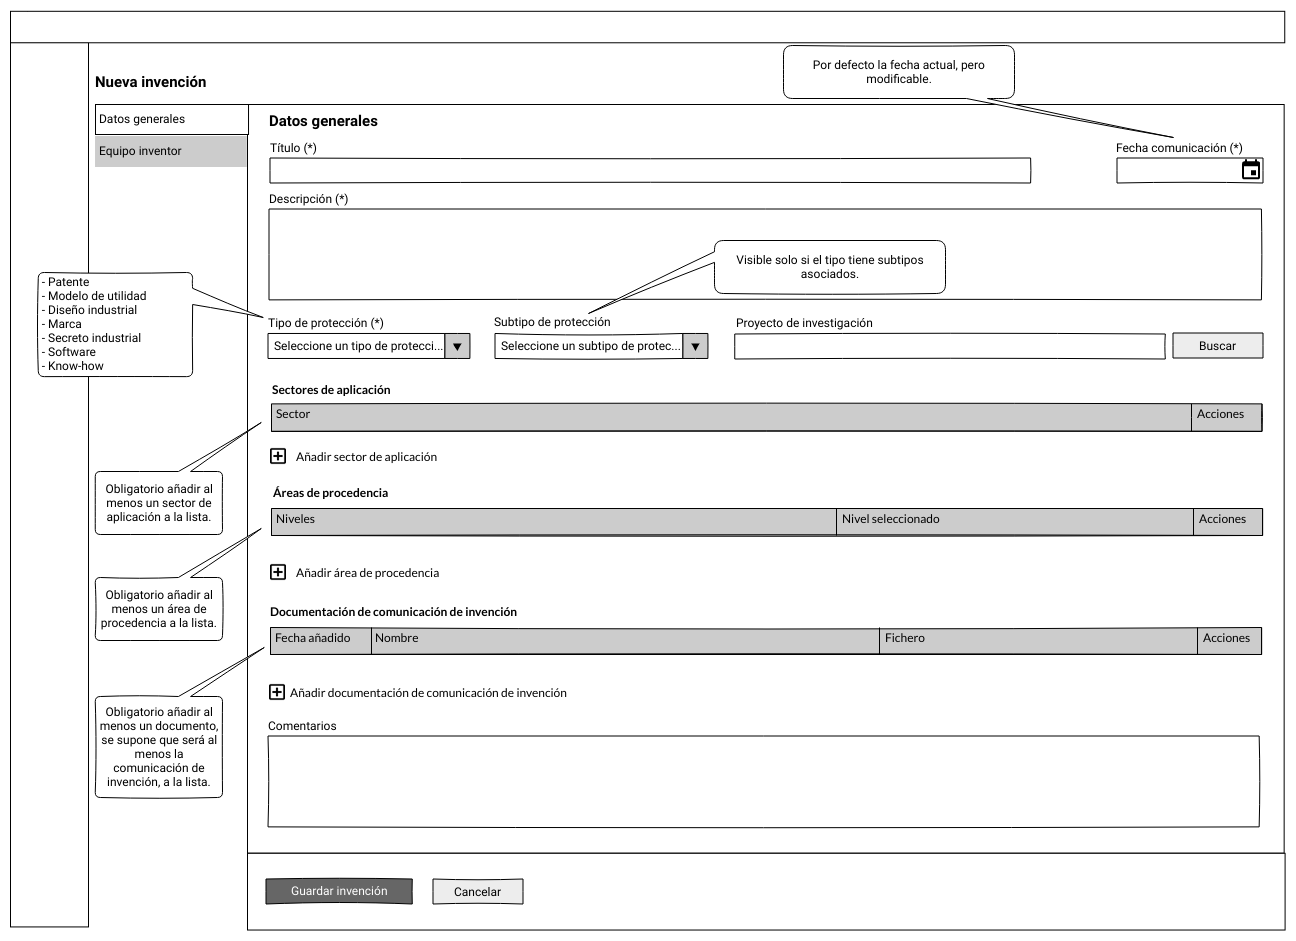 Por defecto la fecha actual, pero
modificable.
Nueva invención
Datos generales
Equipo inventor
Datos generales
Título (*)
Fecha comunicación (*)
Descripción (*)
Visible solo si el tipo tiene subtipos
asociados.
- Patente
- Modelo de utilidad
- Diseño industrial
- Marca
- Secreto industrial
- Software
- Know-how
Tipo de protección (*)
Subtipo de protección
Proyecto de investigación
Seleccione un tipo de protecci...
Seleccione un subtipo de protec...
Buscar
Sectores de aplicación
Sector
Acciones
Añadir sector de aplicación
Obligatorio añadir al
menos un sector de
aplicación a la lista.
Áreas de procedencia
Niveles
Nivel seleccionado
Acciones
Añadir área de procedencia
Obligatorio añadir al
menos un área de
procedencia a la lista.
Documentación de comunicación de invención
Fecha añadido
Nombre
Fichero
Acciones
Añadir documentación de comunicación de invención
Obligatorio añadir al
menos un documento,
se supone que será al
menos la
comunicación de
invención, a la lista.
Comentarios
Guardar invención
Cancelar